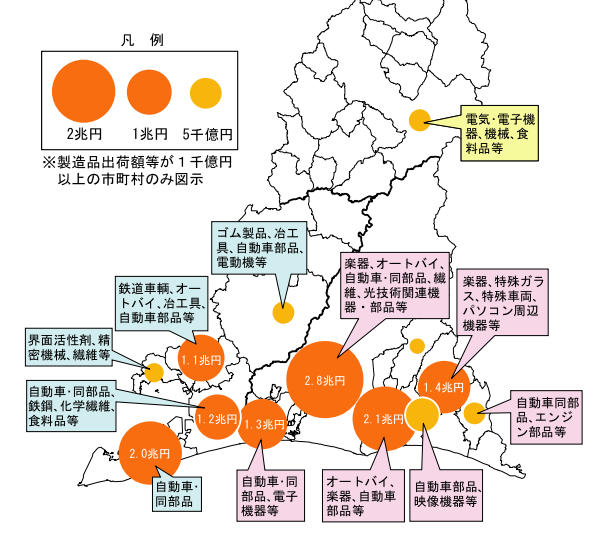 凡 例
2兆円
1兆円
5千億円
※製造品出荷額等が１千億円
以上の市町村のみ図示
電気・電子機
器、機械、食
料品等
ゴム製品、冶工
具、自動車部品、
電動機等
楽器、オートバイ、
自動車・同部品、繊
維、光技術関連機
器・部品等
楽器、特殊ガラ
ス、特殊車両、
パソコン周辺
機器等
鉄道車輌、オー
トバイ、冶工具、
自動車部品等
界面活性剤、精
密機械、繊維等
1.1兆円
2.8兆円
1.4兆円
自動車・同部品、
鉄鋼、化学繊維、
食料品等
1.2兆円
1.3兆円
2.1兆円
自動車同部
品、エンジ
ン部品等
2.0兆円
自動車・
同部品
自動車・同
部品、電子
機器等
オートバイ、
楽器、自動車
部品等
自動車部品、
映像機器等